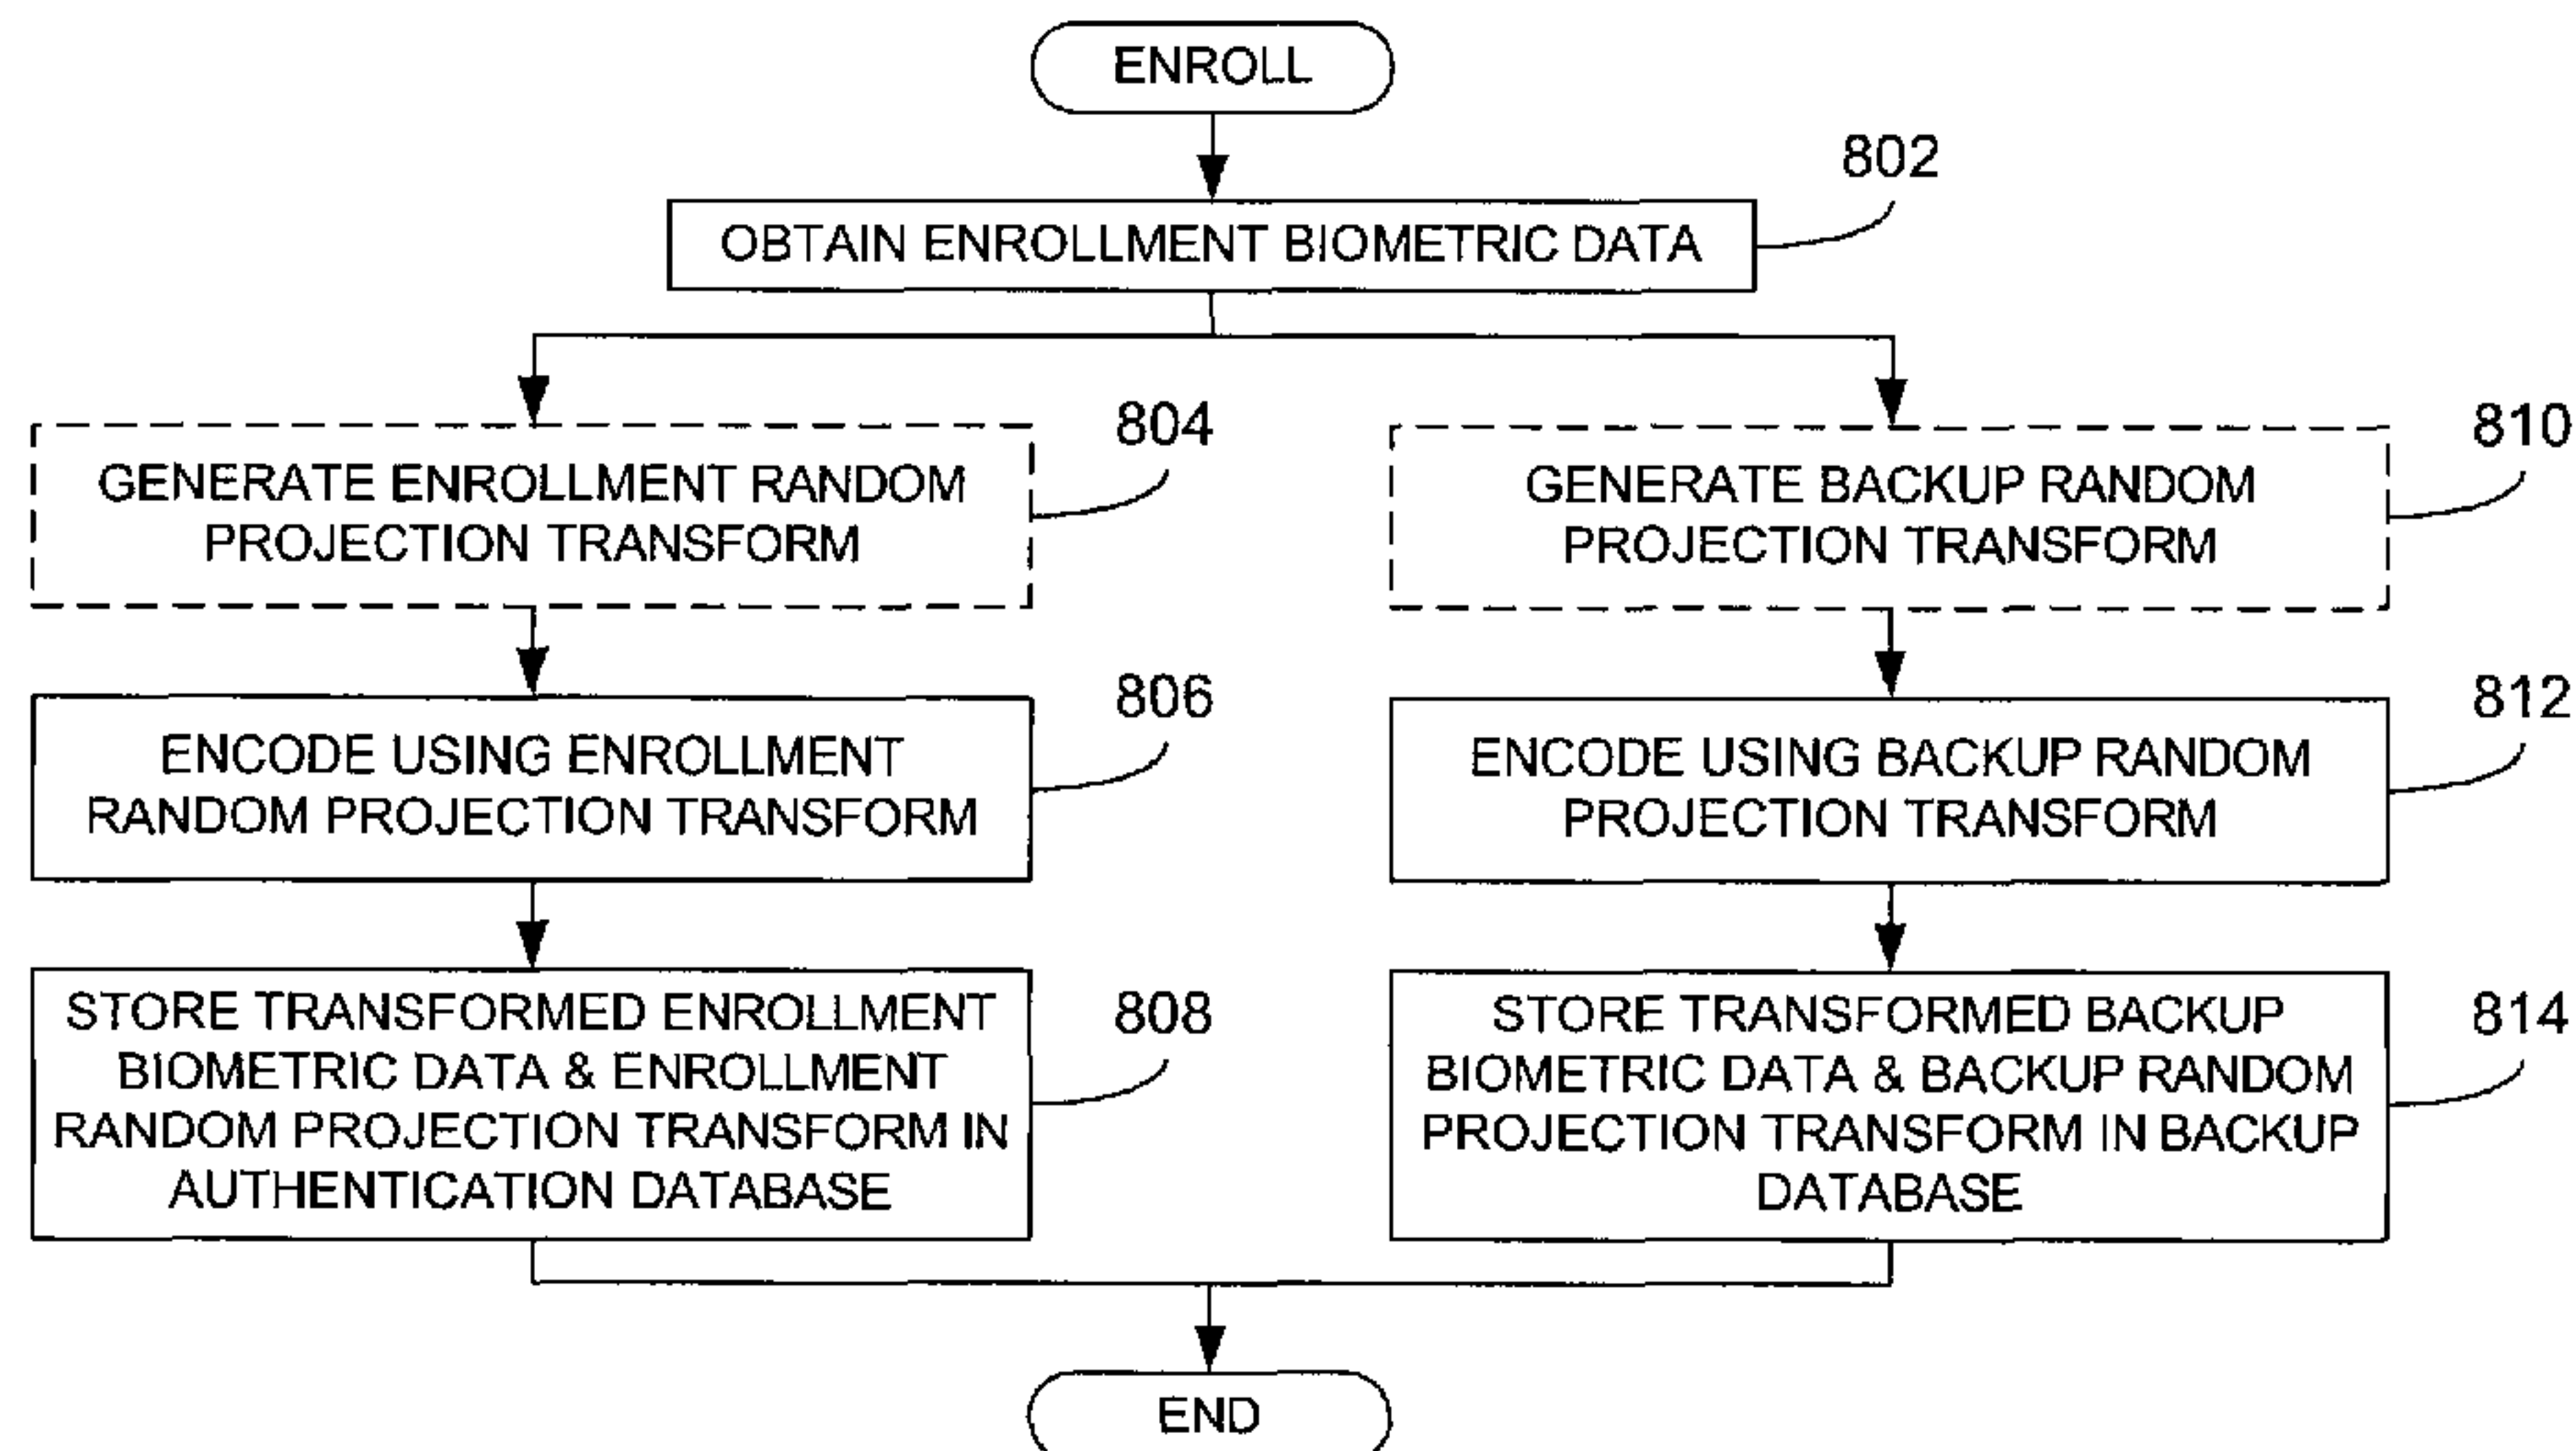 ENROLL
802
OBTAIN ENROLLMENT BIOMETRIC DATA
804
GENERATE ENROLLMENT RANDOM
PROJECTION TRANSFORM
810
GENERATE BACKUP RANDOM
PROJECTION TRANSFORM
806
ENCODE USING ENROLLMENT
RANDOM PROJECTION TRANSFORM
812
ENCODE USING BACKUP RANDOM
PROJECTION TRANSFORM
808
STORE TRANSFORMED ENROLLMENT
BIOMETRIC DATA & ENROLLMENT
RANDOM PROJECTION TRANSFORM IN
AUTHENTICATION DATABASE
814
STORE TRANSFORMED BACKUP
BIOMETRIC DATA & BACKUP RANDOM
PROJECTION TRANSFORM IN BACKUP
DATABASE
END